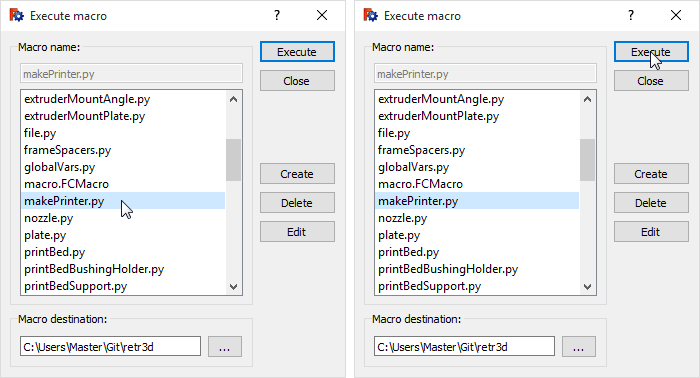 Execute macro
?
Macro name:
makePrinter.py
extruderMountAngle.py
extruderMountPlate.py
file.py
frameSpacers.py
globalVars.py
macro.FCMacro
makePrinter.py
nozzle.py
plate.py
printBed.py
printBedBushingHolder.py
printBedSupport.py
Execute
Close
Create
Delete
Edit
Macro destination:
C:\Users\Master\Git\retr3d
...
Execute macro
?
Macro name:
makePrinter.py
extruderMountAngle.py
extruderMountPlate.py
file.py
frameSpacers.py
globalVars.py
macro.FCMacro
makePrinter.py
nozzle.py
plate.py
printBed.py
printBedBushingHolder.py
printBedSupport.py
Execute
Close
Create
Delete
Edit
Macro destination:
C:\Users\Master\Git\retr3d
...